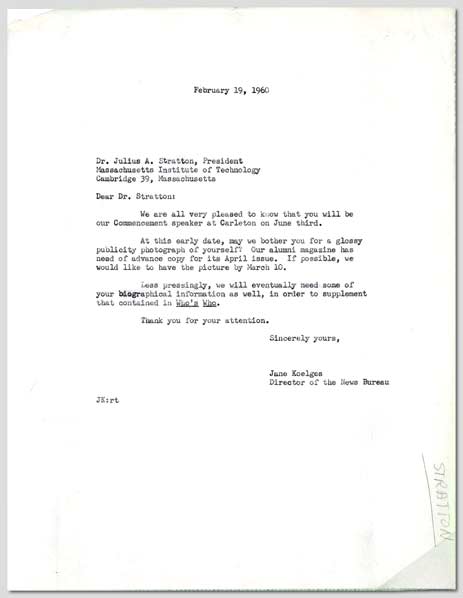 February 19, 1960
Dr. Julius A. Stratton, President
Massachusetts Institute of Technology
Cambridge 39, Massachusetts
Dear Dr. Stratton:
We are all very pleased to know that you will be
our Commencement speaker at Carleton on June third.
At this early date, may we bother you for a glossy
publicity photograph of yourself? Our alumni magazine has
need of advance copy for its April issue. If possible, we
would like to have the picture by March 10.
Less pressingly, we will eventually need some of
your biographical information as well, in order to supplement
that contained in Who's Who.
Thank you for your attention.
Sincerely yours,
Jane Koelges
Director of the News Bureau
JK:rt
STRATTON